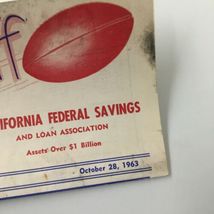 IFORNIA FEDERAL SAVINGS
AND LOAN ASSOCIATION
Assets Over $1 Billion
October 28, 1963